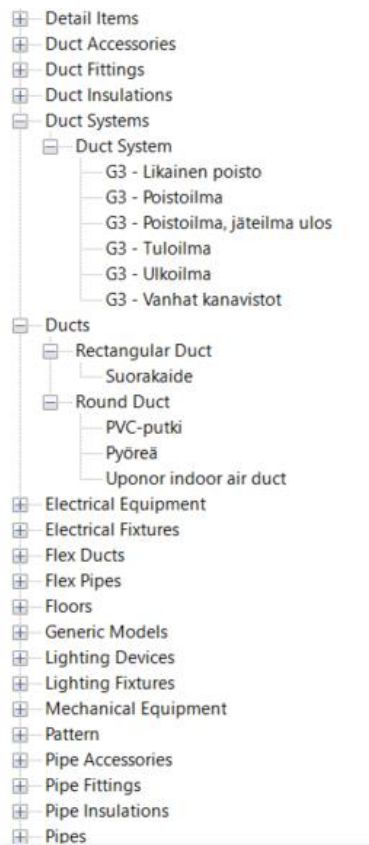 Detail Items
Duct Accessories
Duct Fittings
Duct Insulations
Duct Systems
Duct System
G3 - Likainen poisto
G3 - Poistoilma
G3 - Poistoilma, jäteilma ulos
G3 - Tuloilma
G3 - Ulkoilma
G3 - Vanhat kanavistot
Ducts
Rectangular Duct
Suorakaide
Round Duct
PVC-putki
Pyöreä
Uponor indoor air duct
Electrical Equipment
Electrical Fixtures
Flex Ducts
Flex Pipes
Floors
Generic Models
Lighting Devices
Lighting Fixtures
Mechanical Equipment
Pattern
Pipe Accessories
Pipe Fittings
Pipe Insulations
Pipes